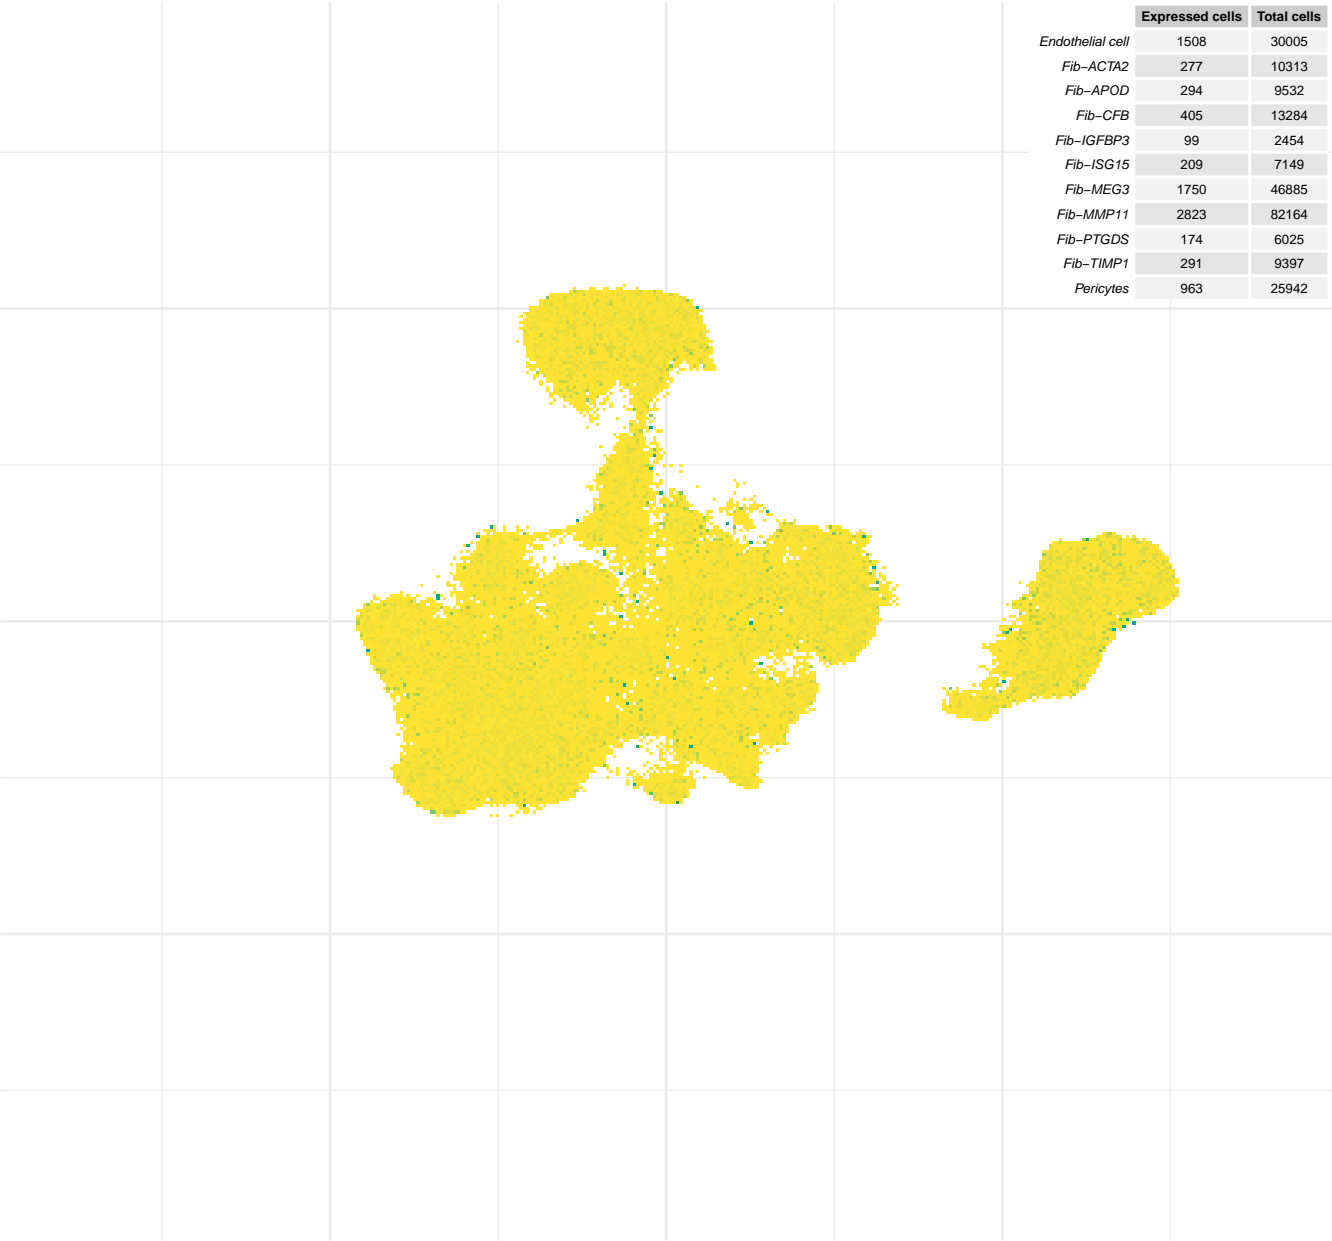 Expressed cells Total cells
Endothelial cell 1508 30005
Fib−ACTA2 277 10313
Fib−APOD 294 9532
Fib−CFB 405 13284
Fib−IGFBP3 99 2454
Fib−ISG15 209 7149
Fib−MEG3 1750 46885
Fib−MMP11 2823 82164
Fib−PTGDS 174 6025
Fib−TIMP1 291 9397
Pericytes 963 25942